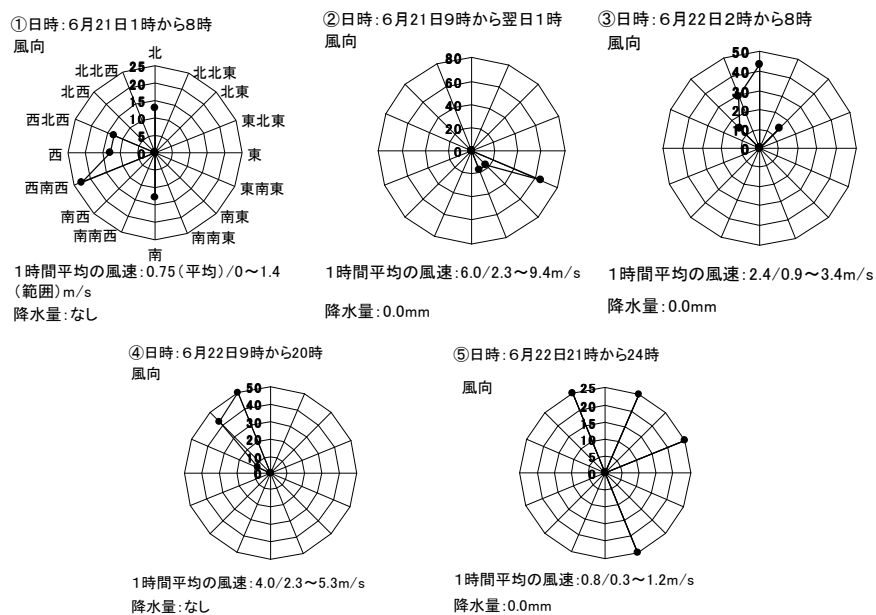 ①日時：6月21日1時から8時
風向
北
北北東
北東
東北東
東
東南東
南東
南南東
南
南南西
南西
西南西
西
西北西
北西
北北西
25
20
15
10
5
0
1時間平均の風速：0.75（平均）/0～1.4
（範囲）m/s
降水量：なし
②日時：6月21日9時から翌日1時
風向
80
60
40
20
0
1時間平均の風速：6.0/2.3～9.4m/s
降水量：0.0mm
③日時：6月22日2時から8時
風向
50
40
30
20
10
0
1時間平均の風速：2.4/0.9～3.4m/s
降水量：0.0mm
④日時：6月22日9時から20時
風向
50
40
30
20
10
0
1時間平均の風速：4.0/2.3～5.3m/s
降水量：なし
⑤日時：6月22日21時から24時
風向
25
20
15
10
5
0
1時間平均の風速：0.8/0.3～1.2m/s
降水量：0.0mm